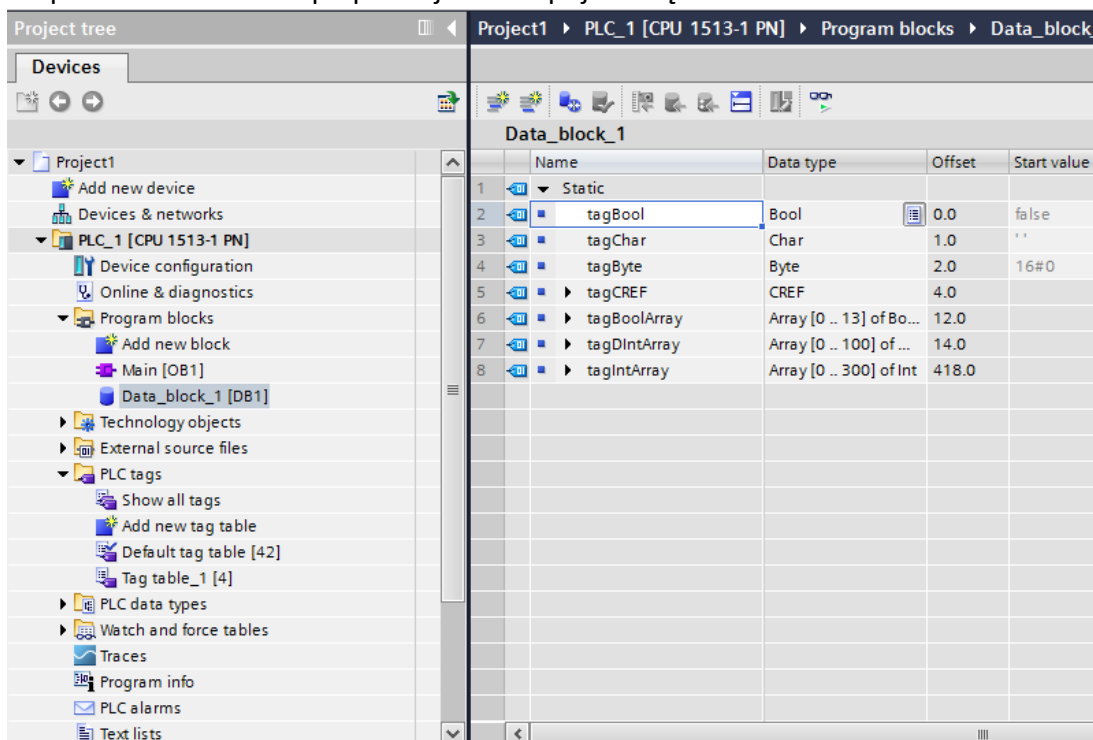 Project tree
Project1 ▸ PLC_1 [CPU 1513-1 PN] ▸ Program blocks ▸ Data_block_
Devices
Data_block_1
Name Data type Offset Start value
1 Static
2 tagBool Bool 0.0 false
3 tagChar Char 1.0 ' '
4 tagByte Byte 2.0 16#0
5 tagCREF CREF 4.0
6 tagBoolArray Array [0 .. 13] of Bo... 12.0
7 tagDIntArray Array [0 .. 100] of ... 14.0
8 tagIntArray Array [0 .. 300] of Int 418.0
Project1
Add new device
Devices & networks
PLC_1 [CPU 1513-1 PN]
Device configuration
Online & diagnostics
Program blocks
Add new block
Main [OB1]
Data_block_1 [DB1]
Technology objects
External source files
PLC tags
Show all tags
Add new tag table
Default tag table [42]
Tag table_1 [4]
PLC data types
Watch and force tables
Traces
Program info
PLC alarms
Text lists